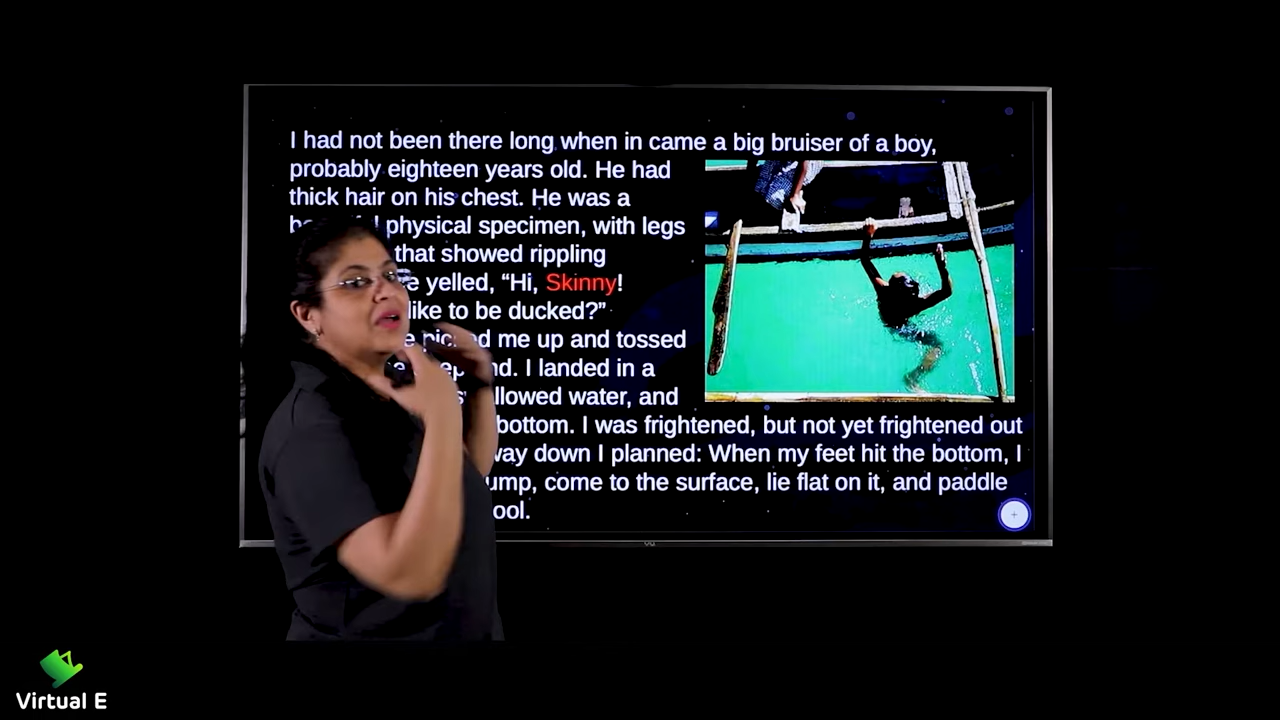 I had not been there long when in came a big bruiser of a boy,
probably eighteen years old. He had
thick hair on his chest. He was a
physical specimen, with legs
that showed rippling
yelled, “Hi, Skinny!
like to be ducked?”
me up and tossed
I landed in a
water, and
bottom. I was frightened, but not yet frightened out
way down I planned: When my feet hit the bottom, I
come to the surface, lie flat on it, and paddle
Virtual E